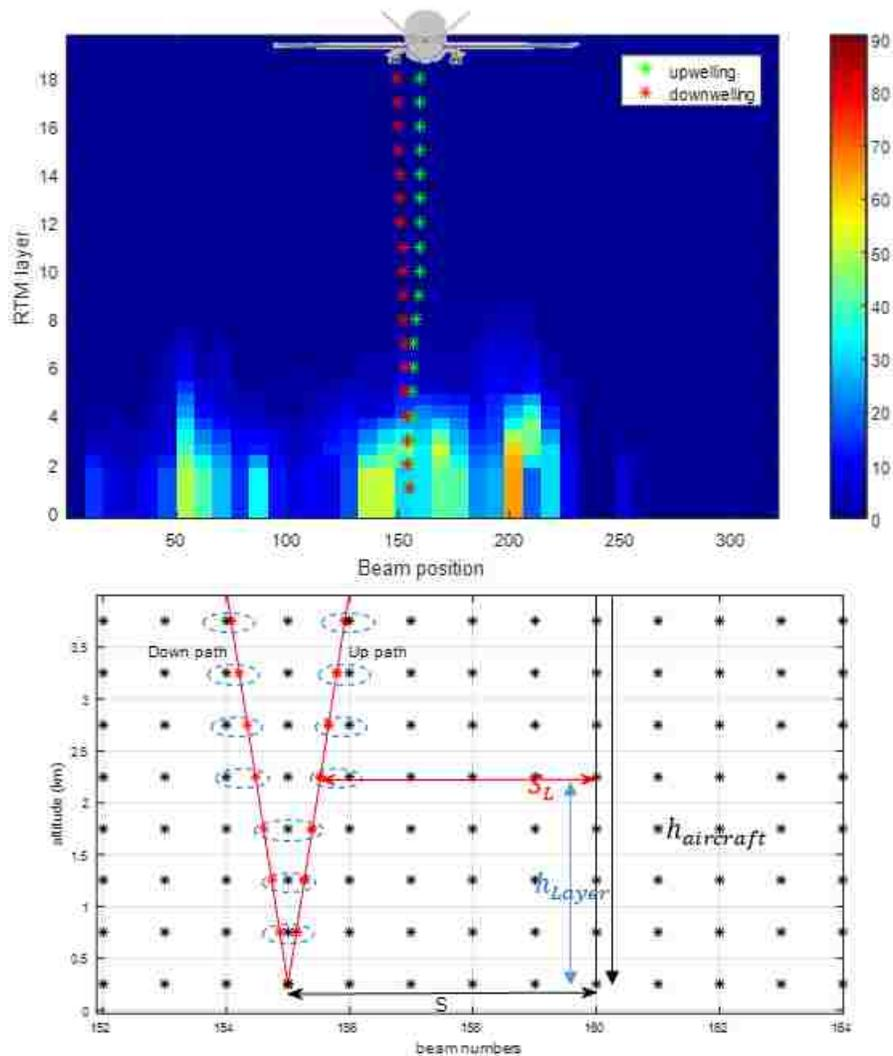 18
16
14
12
10
8
6
4
2
0
RTM layer
50 100 150 200 250 300
Beam position
upwelling
downwelling
90
80
70
60
50
40
30
20
10
0
3.5
3
2.5
2
1.5
1
0.5
0
altitude (km)
Down path Up path
S_L
h_aircraft
h_Layer
S
152 154 156 158 160 162 164
beam numbers